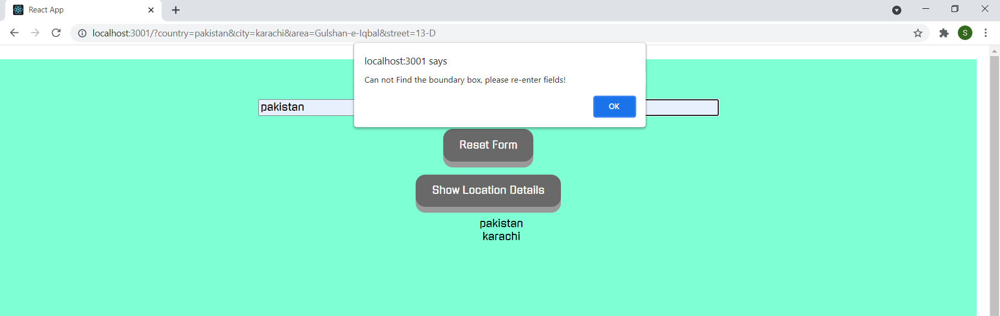 React App
localhost:3001/?country=pakistan&city=karachi&area=Gulshan-e-Iqbal&street=13-D
S
localhost:3001 says
Can not Find the boundary box, please re-enter fields!
OK
pakistan
Reset Form
Show Location Details
pakistan
karachi